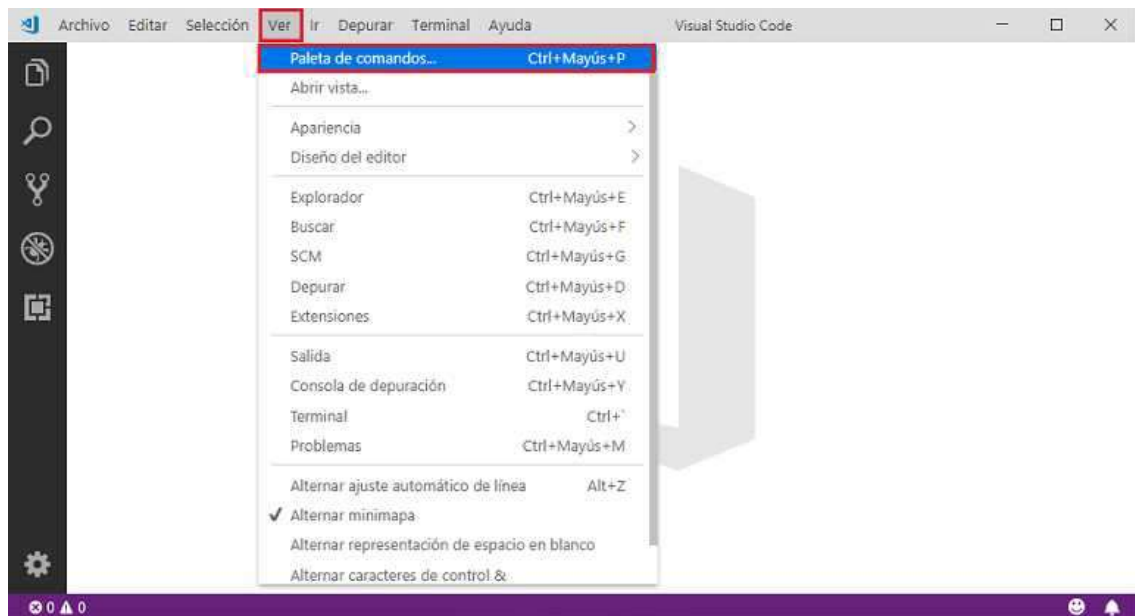 Archivo Editar Selección Ver Ir Depurar Terminal Ayuda Visual Studio Code
Paleta de comandos... Ctrl+Mayús+P
Abrir vista...
Apariencia
Diseño del editor
Explorador Ctrl+Mayús+E
Buscar Ctrl+Mayús+F
SCM Ctrl+Mayús+G
Depurar Ctrl+Mayús+D
Extensiones Ctrl+Mayús+X
Salida Ctrl+Mayús+U
Consola de depuración Ctrl+Mayús+Y
Terminal Ctrl+`
Problemas Ctrl+Mayús+M
Alternar ajuste automático de línea Alt+Z
Alternar minimapa
Alternar representación de espacio en blanco
Alternar caracteres de control &
0 0